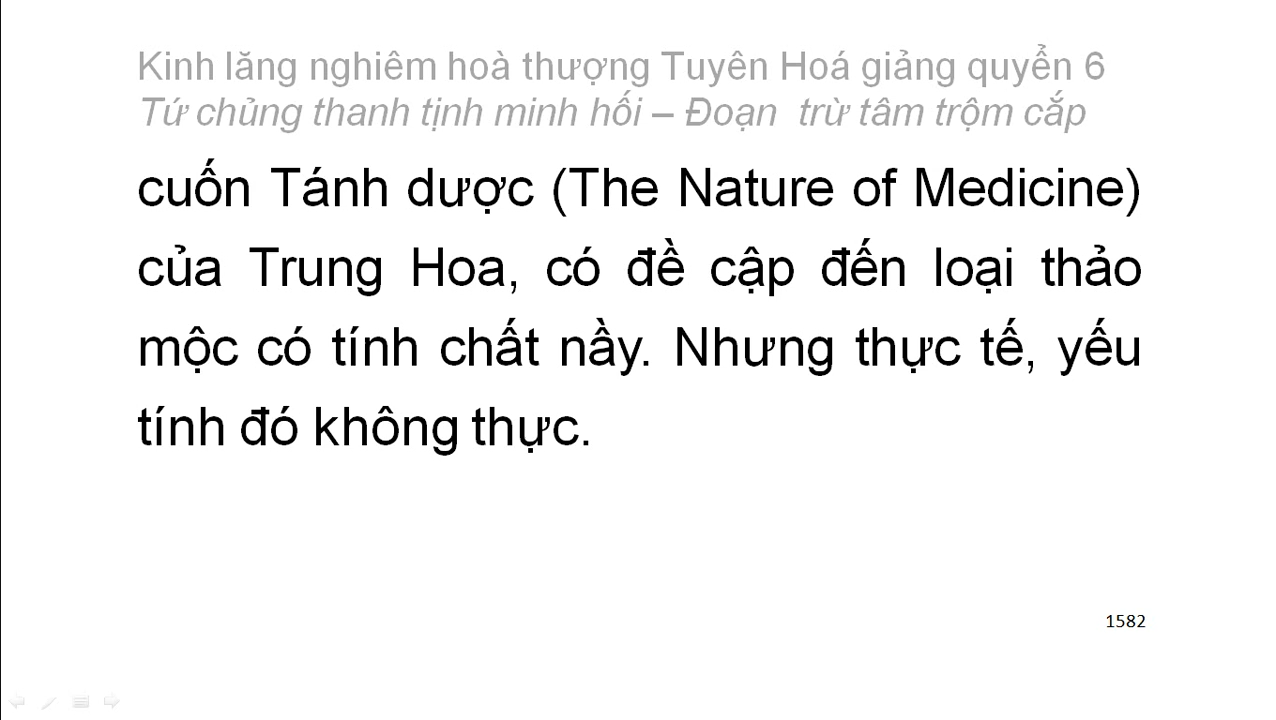 Kinh lăng nghiêm hoà thượng Tuyên Hoá giảng quyển 6
Tứ chủng thanh tịnh minh hối – Đoạn  trừ tâm trộm cắp
cuốn Tánh dược (The Nature of Medicine)
của Trung Hoa, có đề cập đến loại thảo
mộc có tính chất nầy. Nhưng thực tế, yếu
tính đó không thực.
1582